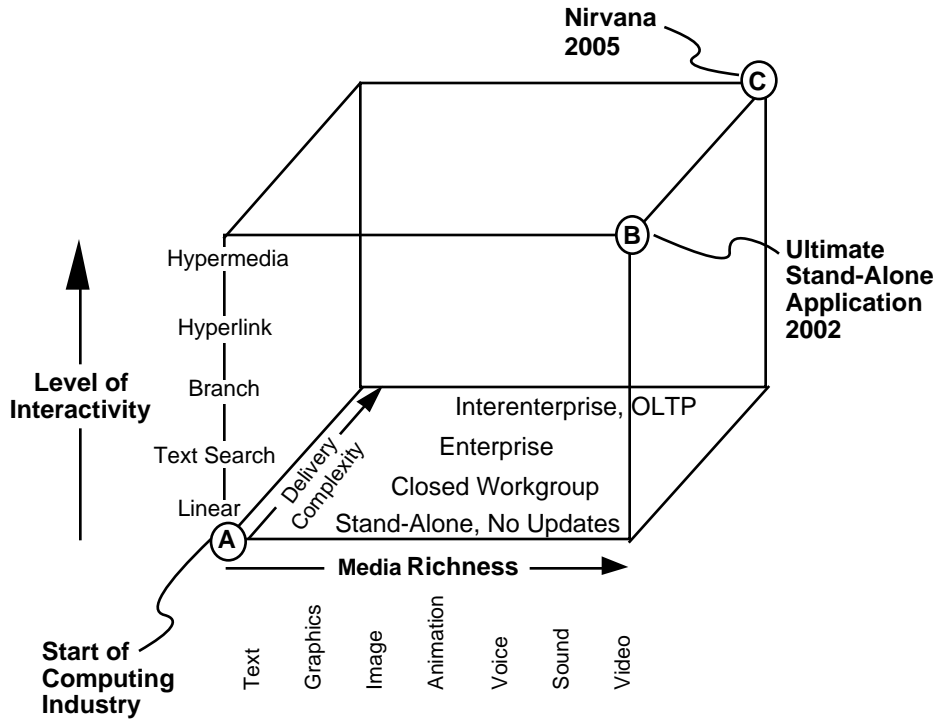 Nirvana
2005
C
B
Ultimate
Stand-Alone
Application
2002
Hypermedia
Hyperlink
Branch
Text Search
Linear
Level of
Interactivity
Delivery
Complexity
Interenterprise, OLTP
Enterprise
Closed Workgroup
Stand-Alone, No Updates
A
Media Richness
Text
Graphics
Image
Animation
Voice
Sound
Video
Start of
Computing
Industry